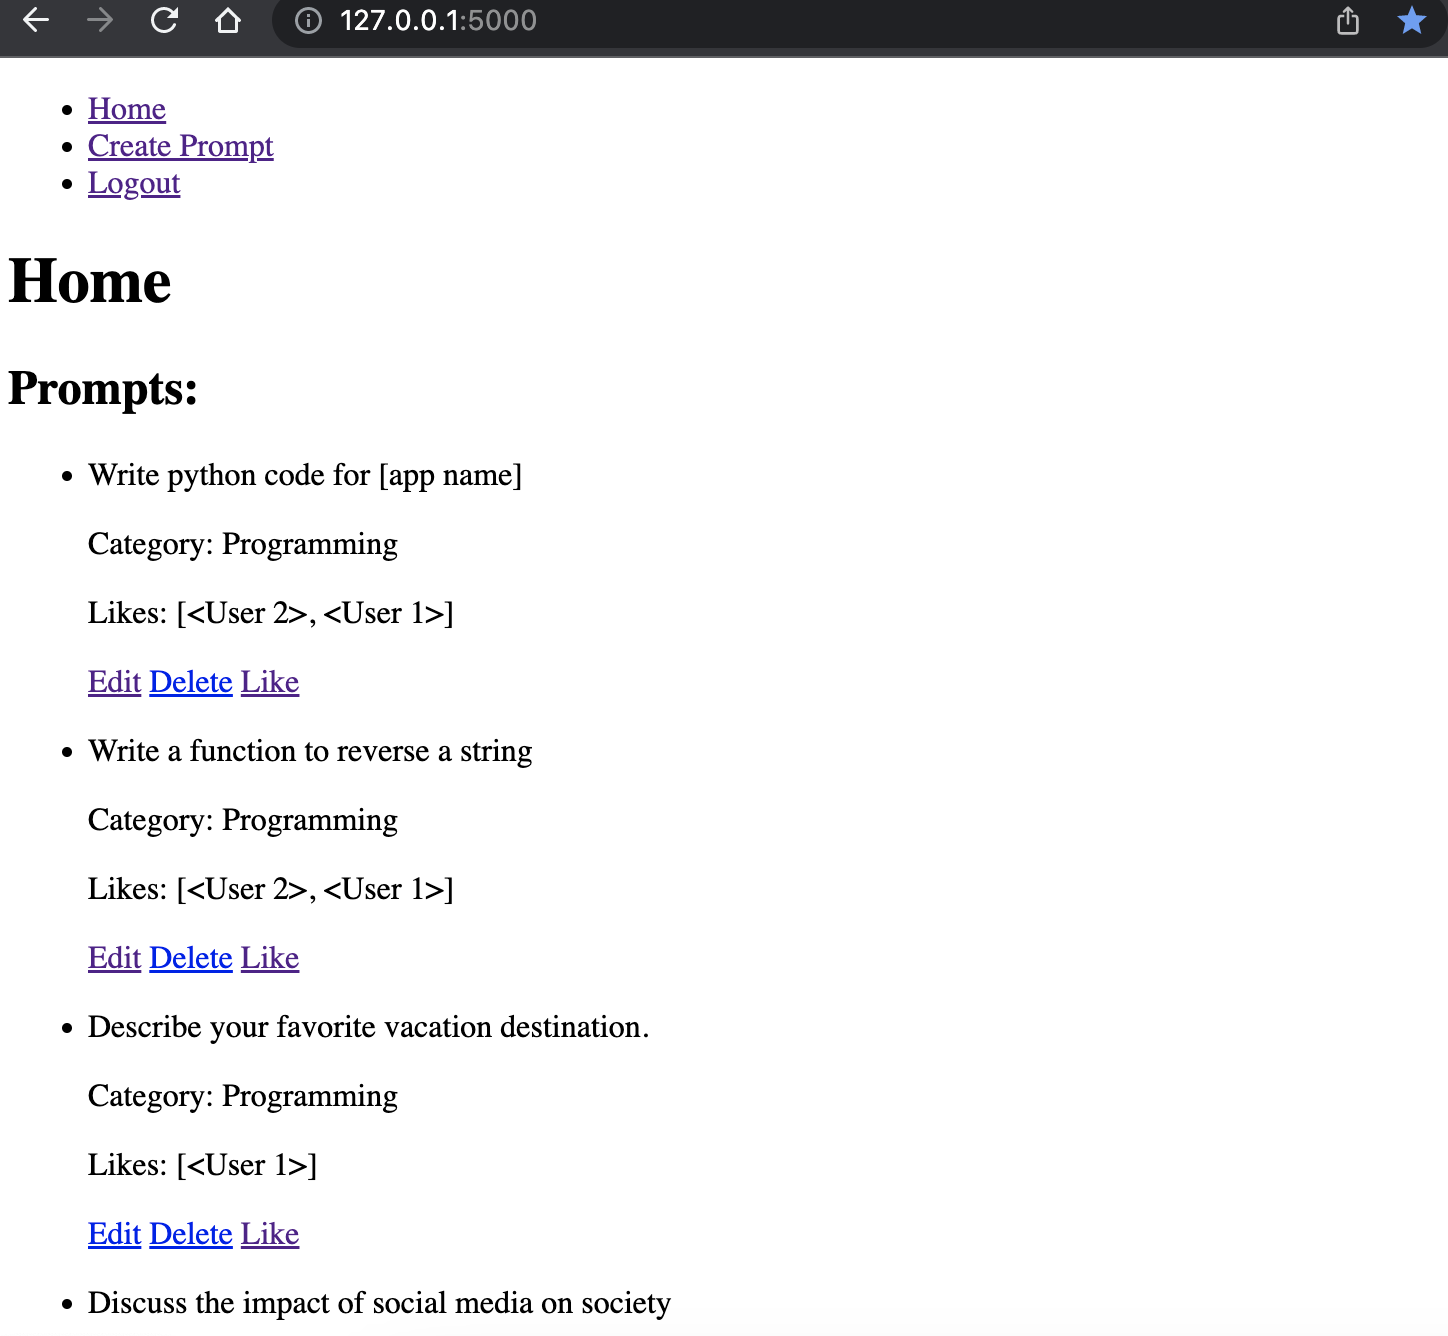 127.0.0.1:5000
Home
Create Prompt
Logout
Home
Prompts:
Write python code for [app name]
Category: Programming
Likes: [<User 2>, <User 1>]
Edit Delete Like
Write a function to reverse a string
Category: Programming
Likes: [<User 2>, <User 1>]
Edit Delete Like
Describe your favorite vacation destination.
Category: Programming
Likes: [<User 1>]
Edit Delete Like
Discuss the impact of social media on society